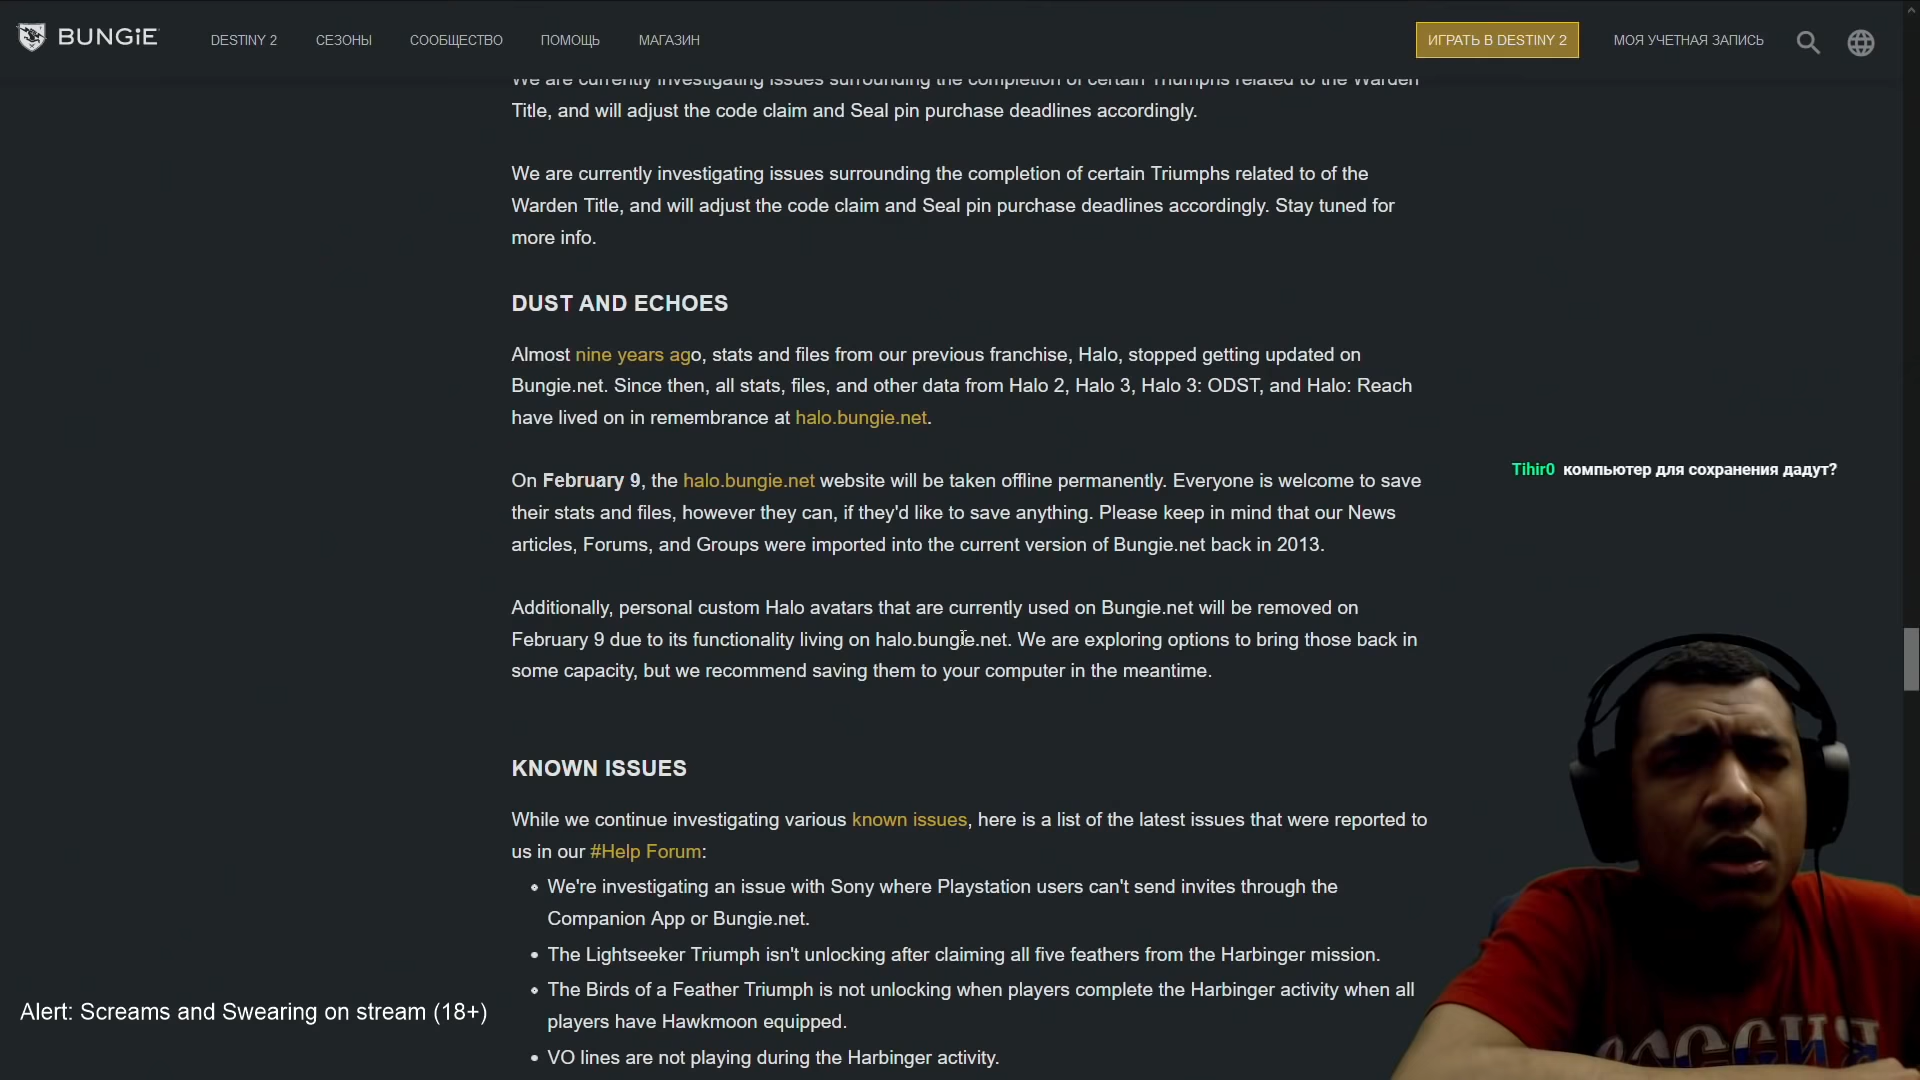 BUNGiE
DESTINY 2
СЕЗОНЫ
СООБЩЕСТВО
ПОМОЩЬ
МАГАЗИН
ИГРАТЬ В DESTINY 2
МОЯ УЧЕТНАЯ ЗАПИСЬ
We are currently investigating issues surrounding the completion of certain Triumphs related to the Warden
Title, and will adjust the code claim and Seal pin purchase deadlines accordingly.
We are currently investigating issues surrounding the completion of certain Triumphs related to of the
Warden Title, and will adjust the code claim and Seal pin purchase deadlines accordingly. Stay tuned for
more info.
DUST AND ECHOES
Almost nine years ago, stats and files from our previous franchise, Halo, stopped getting updated on
Bungie.net. Since then, all stats, files, and other data from Halo 2, Halo 3, Halo 3: ODST, and Halo: Reach
have lived on in remembrance at halo.bungie.net.
On February 9, the halo.bungie.net website will be taken offline permanently. Everyone is welcome to save
their stats and files, however they can, if they'd like to save anything. Please keep in mind that our News
articles, Forums, and Groups were imported into the current version of Bungie.net back in 2013.
Tihir0 компьютер для сохранения дадут?
Additionally, personal custom Halo avatars that are currently used on Bungie.net will be removed on
February 9 due to its functionality living on halo.bungie.net. We are exploring options to bring those back in
some capacity, but we recommend saving them to your computer in the meantime.
KNOWN ISSUES
While we continue investigating various known issues, here is a list of the latest issues that were reported to
us in our #Help Forum:
• We're investigating an issue with Sony where Playstation users can't send invites through the
Companion App or Bungie.net.
• The Lightseeker Triumph isn't unlocking after claiming all five feathers from the Harbinger mission.
• The Birds of a Feather Triumph is not unlocking when players complete the Harbinger activity when all
players have Hawkmoon equipped.
• VO lines are not playing during the Harbinger activity.
Alert: Screams and Swearing on stream (18+)
РОССИЯ